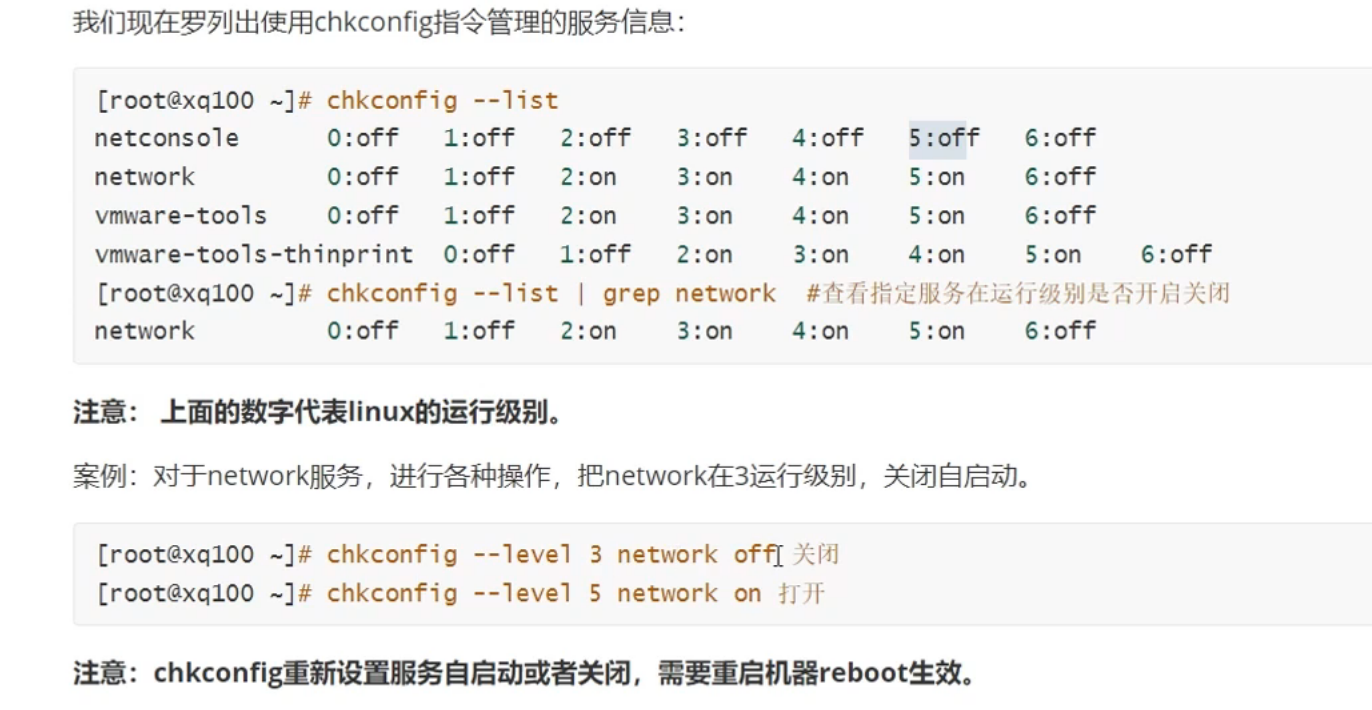 我们现在罗列出使用chkconfig指令管理的服务信息：
[root@xq100 ~]# chkconfig --list
netconsole 0:off 1:off 2:off 3:off 4:off 5:off 6:off
network 0:off 1:off 2:on 3:on 4:on 5:on 6:off
vmware-tools 0:off 1:off 2:on 3:on 4:on 5:on 6:off
vmware-tools-thinprint 0:off 1:off 2:on 3:on 4:on 5:on 6:off
[root@xq100 ~]# chkconfig --list | grep network #查看指定服务在运行级别是否开启关闭
network 0:off 1:off 2:on 3:on 4:on 5:on 6:off
注意： 上面的数字代表linux的运行级别。
案例：对于network服务，进行各种操作，把network在3运行级别，关闭自启动。
[root@xq100 ~]# chkconfig --level 3 network off 关闭
[root@xq100 ~]# chkconfig --level 5 network on 打开
注意：chkconfig重新设置服务自启动或者关闭，需要重启机器reboot生效。